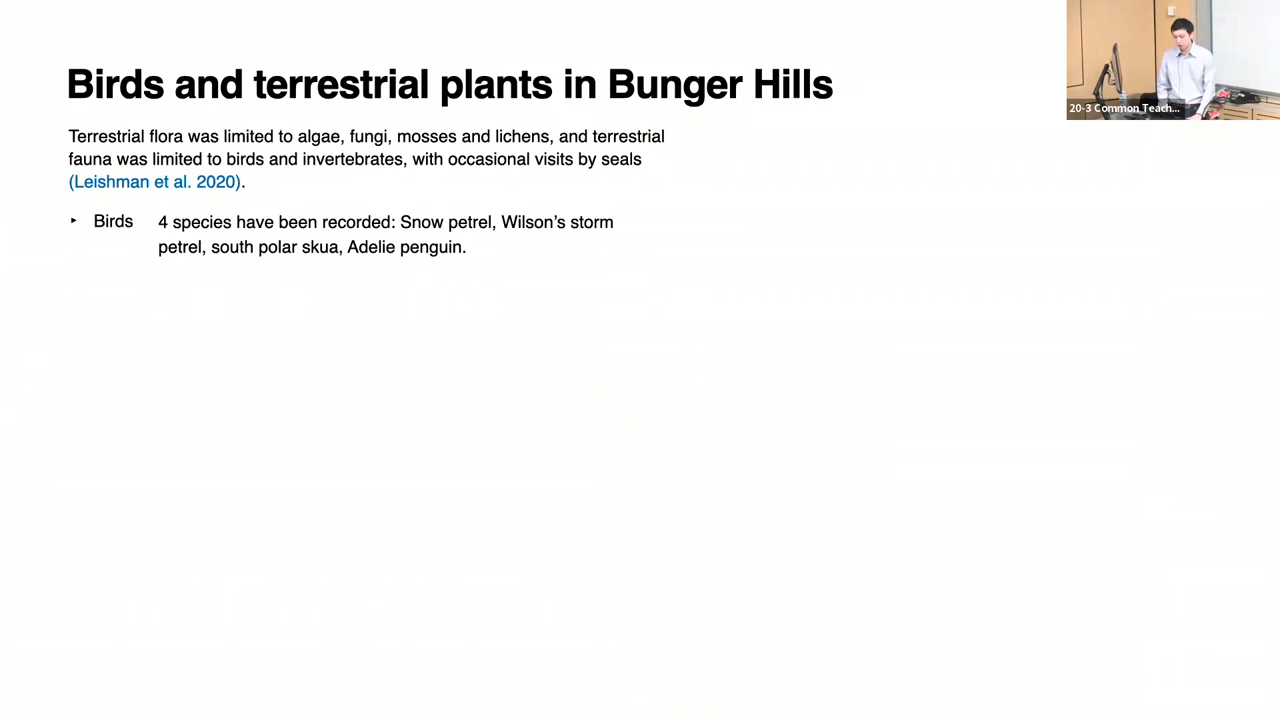 Birds and terrestrial plants in Bunger Hills
Terrestrial flora was limited to algae, fungi, mosses and lichens, and terrestrial
fauna was limited to birds and invertebrates, with occasional visits by seals
(Leishman et al. 2020).
‣ Birds 4 species have been recorded: Snow petrel, Wilson’s storm
petrel, south polar skua, Adelie penguin.
20-3 Common Teach...